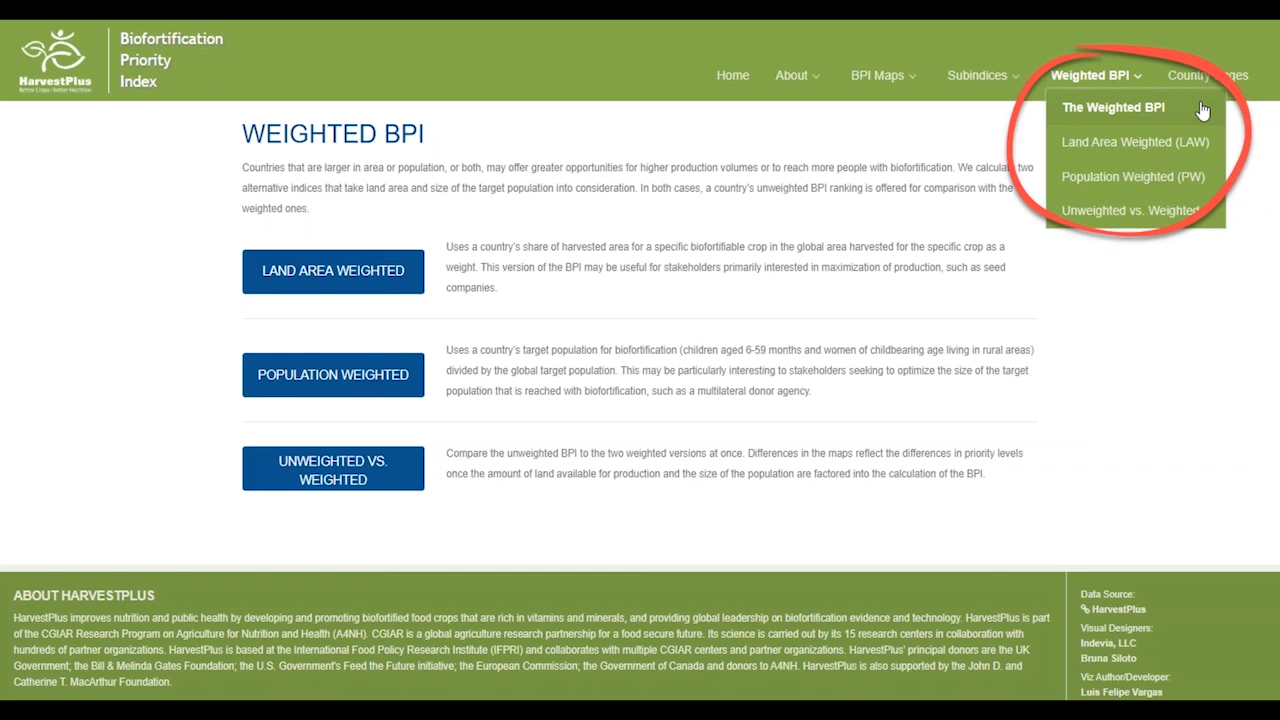 HarvestPlus
Better Crops • Better Nutrition
Biofortification
Priority
Index
Home
About
BPI Maps
Subindices
Weighted BPI
The Weighted BPI
Land Area Weighted (LAW)
Population Weighted (PW)
Unweighted vs. Weighted
WEIGHTED BPI
Countries that are larger in area or population, or both, may offer greater opportunities for higher production volumes or to reach more people with biofortification. We calculate two
alternative indices that take land area and size of the target population into consideration. In both cases, a country's unweighted BPI ranking is offered for comparison with the
weighted ones.
LAND AREA WEIGHTED
Uses a country's share of harvested area for a specific biofortifiable crop in the global area harvested for the specific crop as a
weight. This version of the BPI may be useful for stakeholders primarily interested in maximization of production, such as seed
companies.
POPULATION WEIGHTED
Uses a country's target population for biofortification (children aged 6-59 months and women of childbearing age living in rural areas)
divided by the global target population. This may be particularly interesting to stakeholders seeking to optimize the size of the target
population that is reached with biofortification, such as a multilateral donor agency.
UNWEIGHTED VS.
WEIGHTED
Compare the unweighted BPI to the two weighted versions at once. Differences in the maps reflect the differences in priority levels
once the amount of land available for production and the size of the population are factored into the calculation of the BPI.
ABOUT HARVESTPLUS
HarvestPlus improves nutrition and public health by developing and promoting biofortified food crops that are rich in vitamins and minerals, and providing global leadership on biofortification evidence and technology. HarvestPlus is part
of the CGIAR Research Program on Agriculture for Nutrition and Health (A4NH). CGIAR is a global agriculture research partnership for a food secure future. Its science is carried out by its 15 research centers in collaboration with
hundreds of partner organizations. HarvestPlus is based at the International Food Policy Research Institute (IFPRI) and collaborates with multiple CGIAR centers and partner organizations. HarvestPlus' principal donors are the UK
Government; the Bill & Melinda Gates Foundation; the U.S. Government's Feed the Future initiative; the European Commission; the Government of Canada and donors to A4NH. HarvestPlus is also supported by the John D. and
Catherine T. MacArthur Foundation.
Data Source:
HarvestPlus
Visual Designers:
Indevia, LLC
Bruna Siloto
Viz Author/Developer:
Luis Felipe Vargas